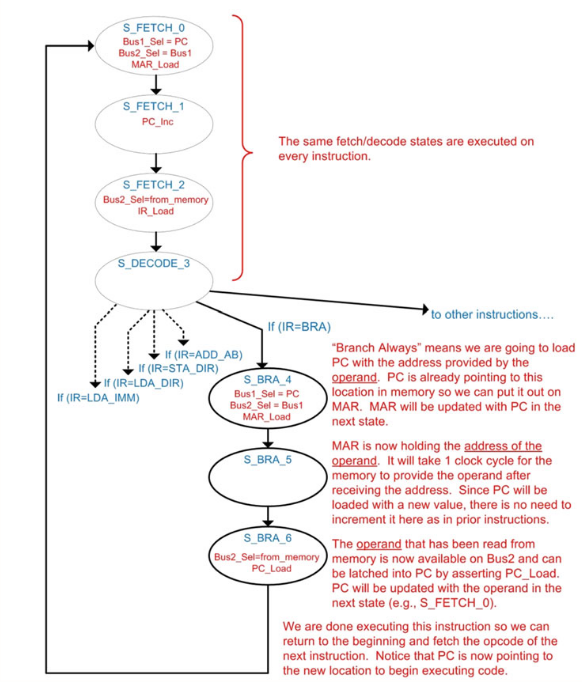 S_FETCH_0
Bus1_Sel = PC
Bus2_Sel = Bus1
MAR_Load
S_FETCH_1
PC_Inc
The same fetch/decode states are executed on
every instruction.
S_FETCH_2
Bus2_Sel=from_memory
IR_Load
S_DECODE_3
to other instructions….
If (IR=BRA)
If (IR=ADD_AB)
If (IR=STA_DIR)
If (IR=LDA_DIR)
If (IR=LDA_IMM)
"Branch Always" means we are going to load
PC with the address provided by the
operand.  PC is already pointing to this
location in memory so we can put it out on
MAR.  MAR will be updated with PC in the
next state.
S_BRA_4
Bus1_Sel = PC
Bus2_Sel = Bus1
MAR_Load
S_BRA_5
MAR is now holding the address of the
operand.  It will take 1 clock cycle for the
memory to provide the operand after
receiving the address.  Since PC will be
loaded with a new value, there is no need to
increment it here as in prior instructions.
S_BRA_6
Bus2_Sel=from_memory
PC_Load
The operand that has been read from
memory is now available on Bus2 and can
be latched into PC by asserting PC_Load.
PC will be updated with the operand in the
next state (e.g., S_FETCH_0).
We are done executing this instruction so we can
return to the beginning and fetch the opcode of the
next instruction.  Notice that PC is now pointing to
the new location to begin executing code.